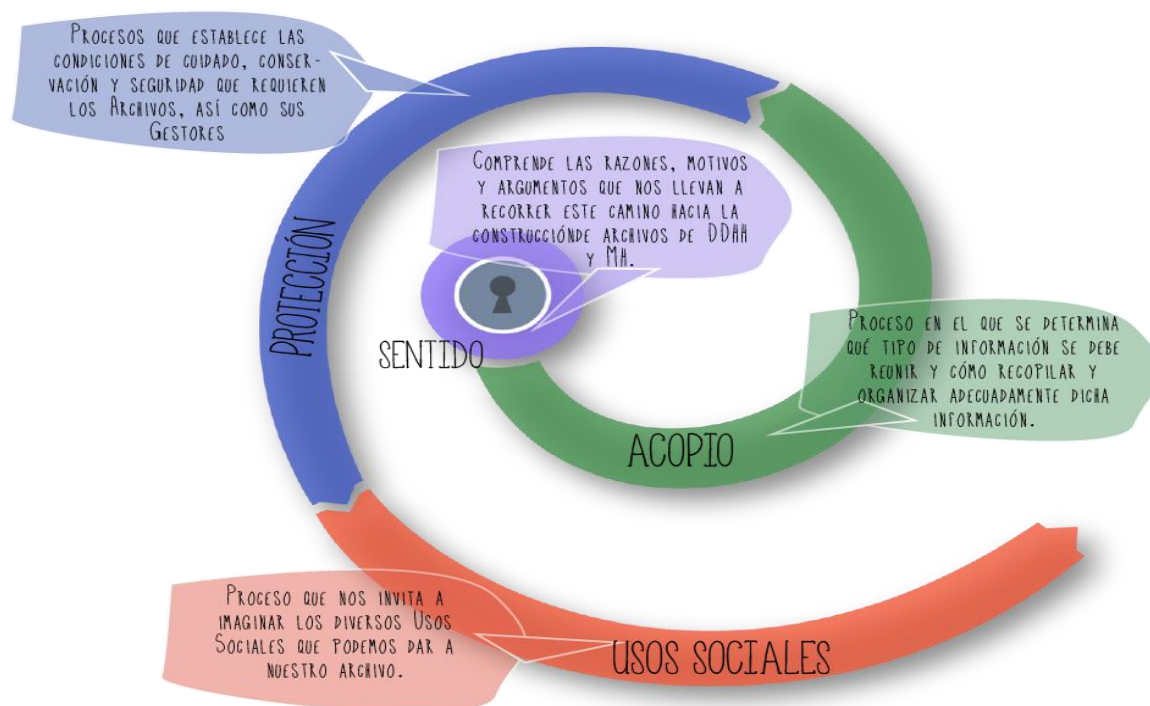 Procesos que establece las
condiciones de cuidado, conser-
vación y seguridad que requieren
los Archivos, así como sus
Gestores
Comprende las razones, motivos
y argumentos que nos llevan a
recorrer este camino hacia la
construcciónde archivos de DDHH
y Mh.
PROTECCIÓN
SENTIDO
Proceso en el que se determina
qué tipo de información se debe
reunir y cómo recopilar y
organizar adecuadamente dicha
información.
ACOPIO
Proceso que nos invita a
imaginar los diversos Usos
Sociales que podemos dar a
nuestro archivo.
USOS SOCIALES